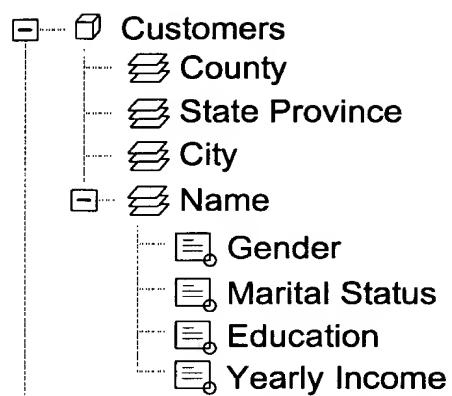 Customers
County
State Province
City
Name
Gender
Marital Status
Education
Yearly Income